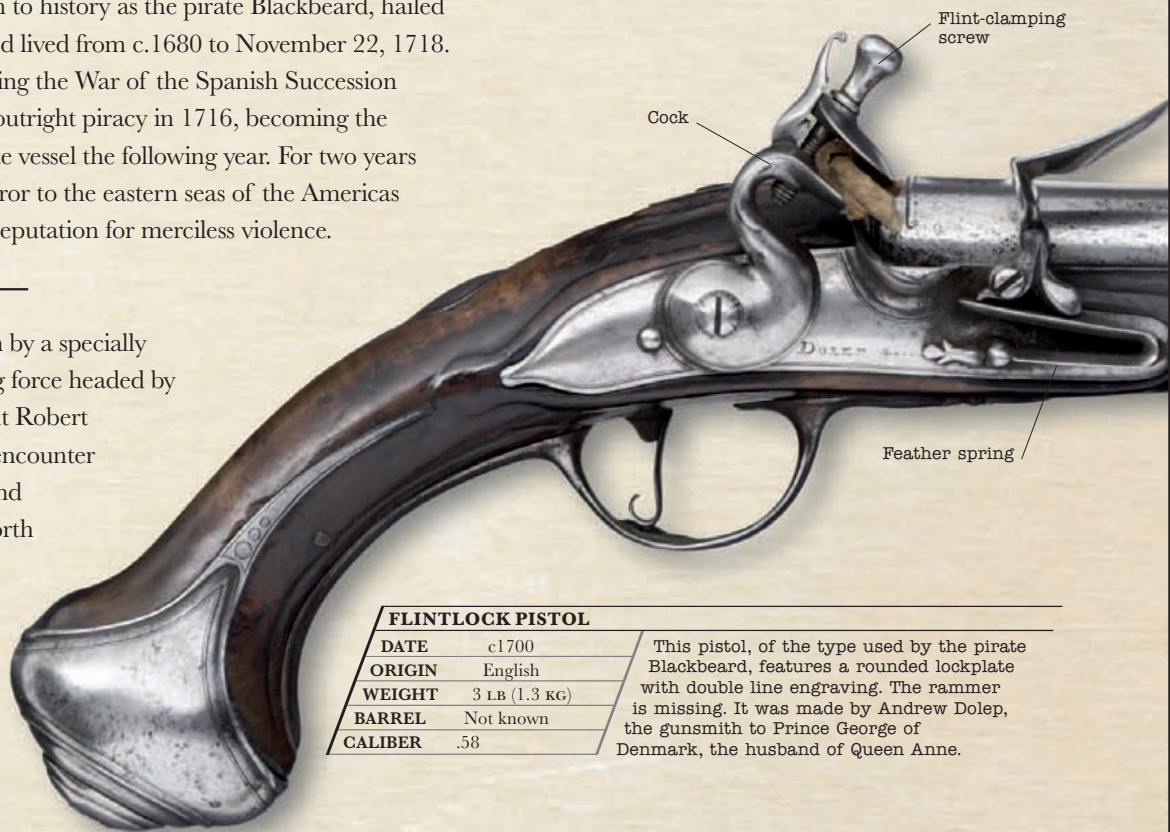 to history as the pirate Blackbeard, hailed
lived from c.1680 to November 22, 1718.
the War of the Spanish Succession
outright piracy in 1716, becoming the
vessel the following year. For two years
to the eastern seas of the Americas
reputation for merciless violence.
by a specially
force headed by
Robert
encounter
Flint-clamping
screw
Cock
Feather spring
FLINTLOCK PISTOL
DATE c1700
ORIGIN English
WEIGHT 3 LB (1.3 KG)
BARREL Not known
CALIBER .58
This pistol, of the type used by the pirate
Blackbeard, features a rounded lockplate
with double line engraving. The rammer
is missing. It was made by Andrew Dolep,
the gunsmith to Prince George of
Denmark, the husband of Queen Anne.